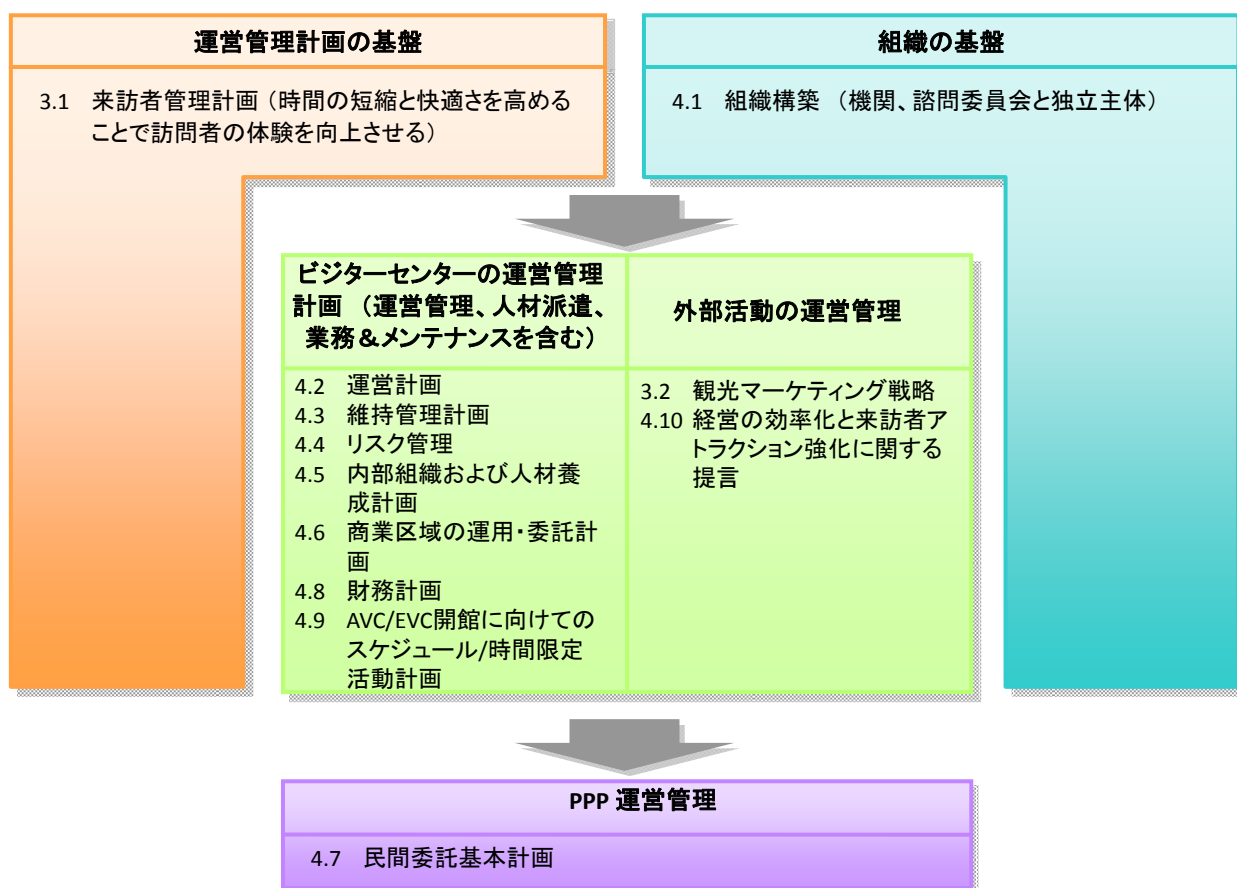 運営管理計画の基盤
3.1 来訪者管理計画（時間の短縮と快適さを高める
ことで訪問者の体験を向上させる）
組織の基盤
4.1 組織構築 （機関、諮問委員会と独立主体）
ビジターセンターの運営管理
計画 （運営管理、人材派遣、
業務＆メンテナンスを含む）
4.2 運営計画
4.3 維持管理計画
4.4 リスク管理
4.5 内部組織および人材養
成計画
4.6 商業区域の運用・委託計
画
4.8 財務計画
4.9 AVC/EVC開館に向けての
スケジュール/時間限定
活動計画
外部活動の運営管理
3.2 観光マーケティング戦略
4.10 経営の効率化と来訪者ア
トラクション強化に関する
提言
PPP 運営管理
4.7 民間委託基本計画